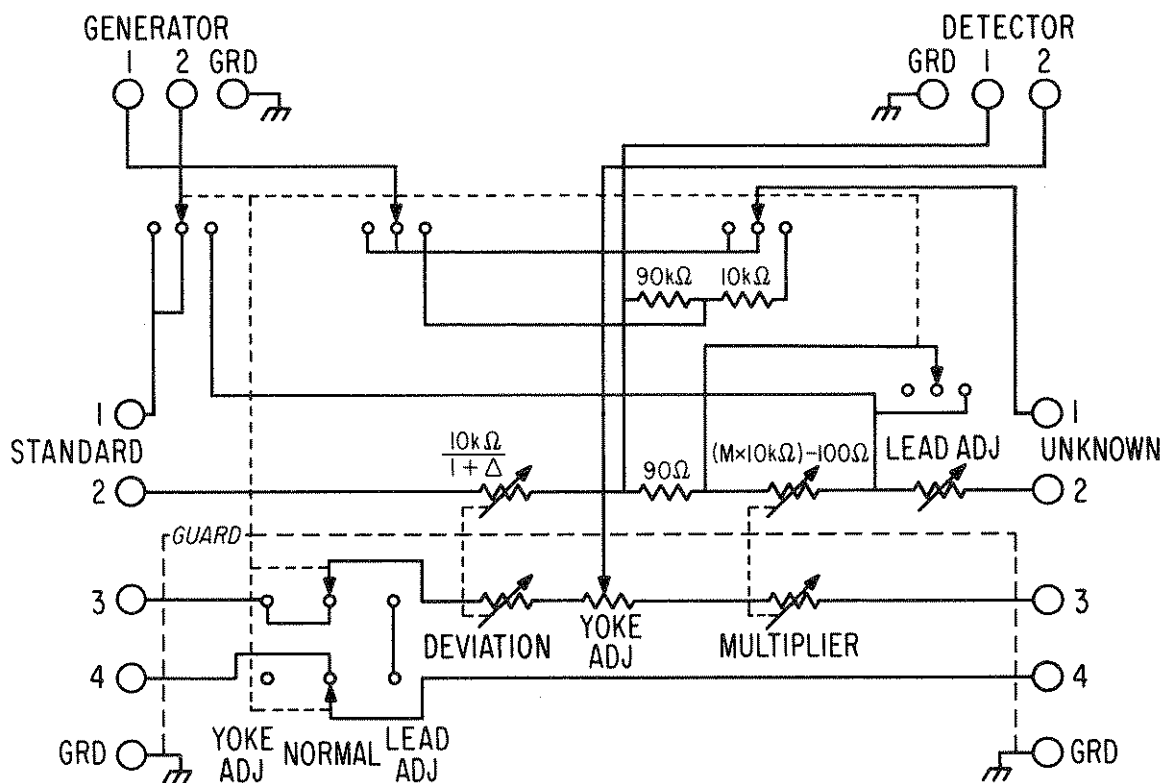 GENERATOR
1 2 GRD
DETECTOR
GRD 1 2
90kΩ 10kΩ
1
STANDARD
2
10kΩ
1 + Δ
90Ω
(M×10kΩ)-100Ω
LEAD ADJ
1
UNKNOWN
2
GUARD
3
DEVIATION
YOKE
ADJ
MULTIPLIER
3
4
4
GRD
YOKE
ADJ
NORMAL
LEAD
ADJ
GRD